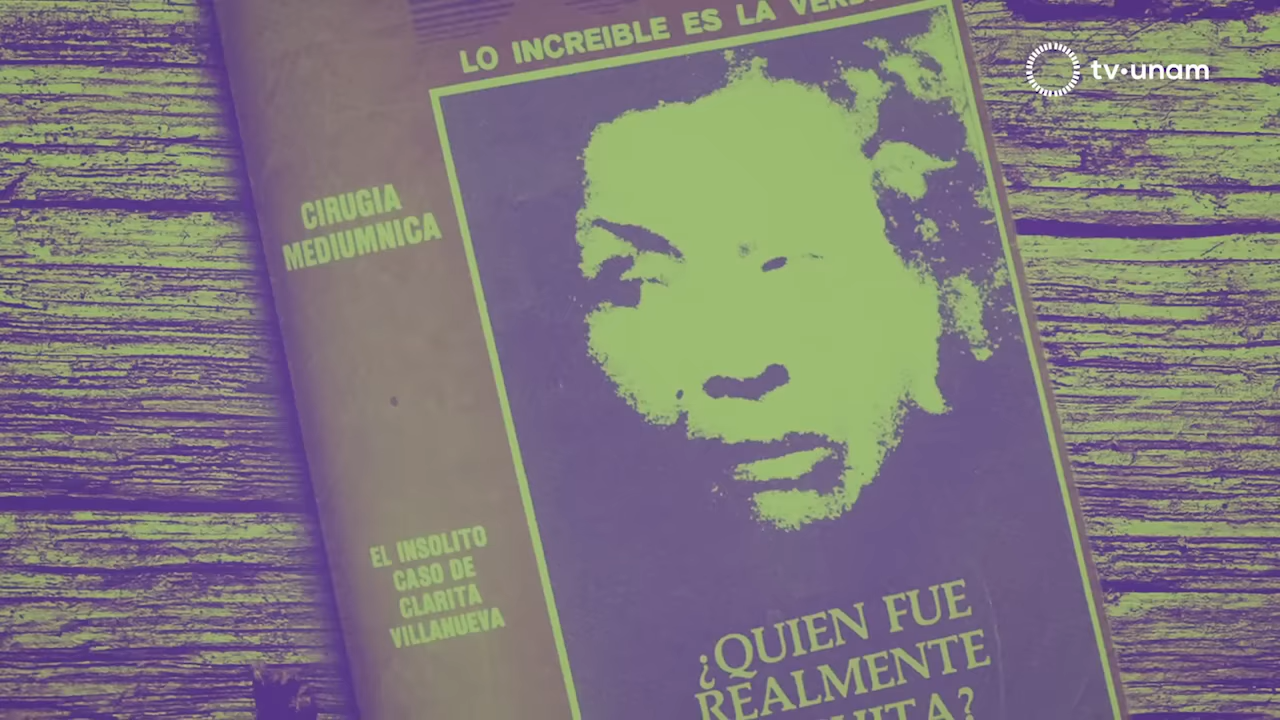 LO INCREIBLE ES LA
tv·unam
CIRUGIA
MEDIUMNICA
EL INSOLITO
CASO DE
CLARITA
VILLANUEVA
¿QUIEN FUE
REALMENTE